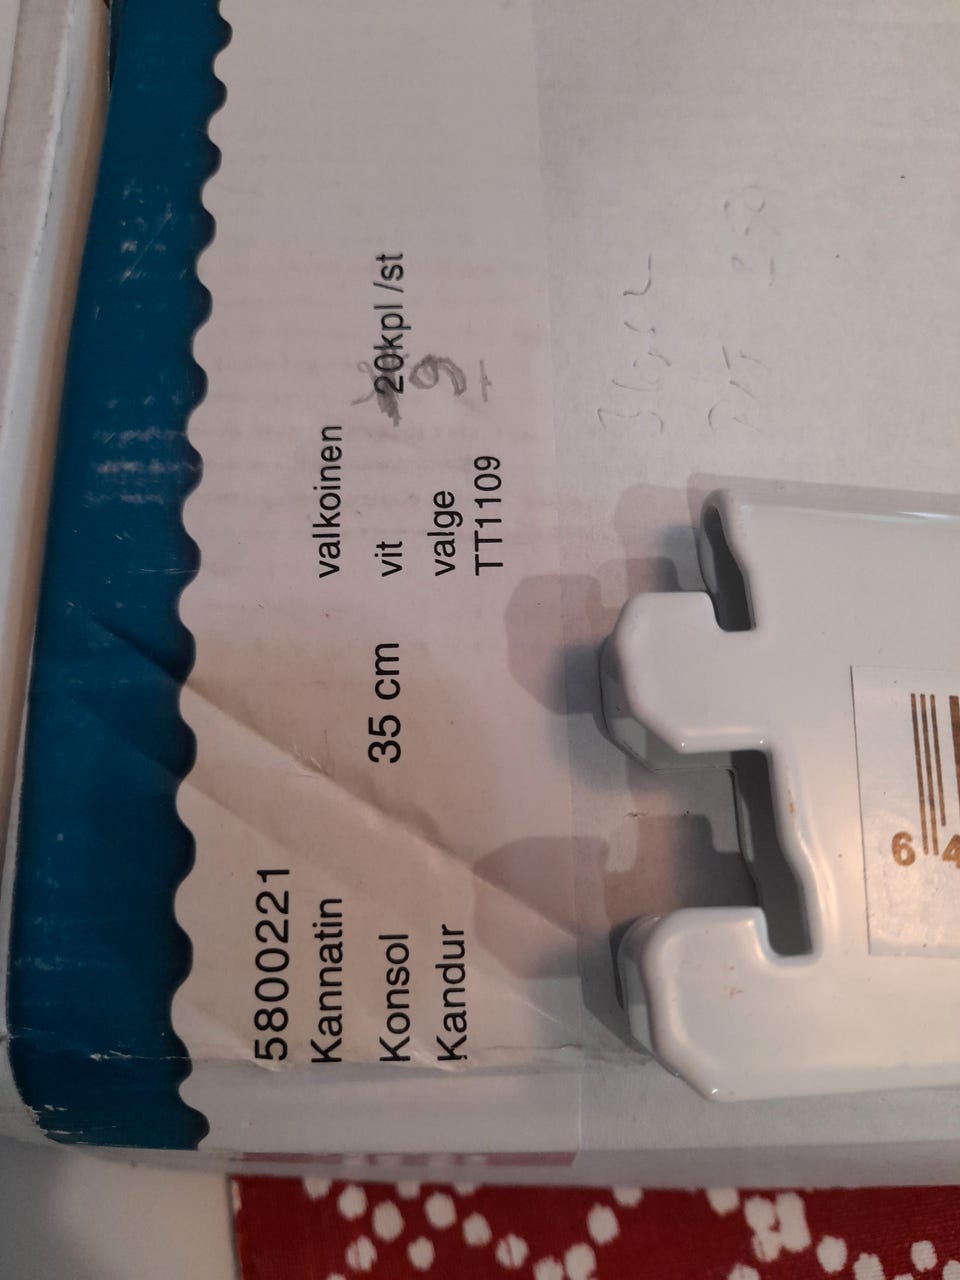 5800221
Kannatin valkoinen
Konsol 35 cm vit 20kpl /st
Kandur valge 9
TT1109
6 4